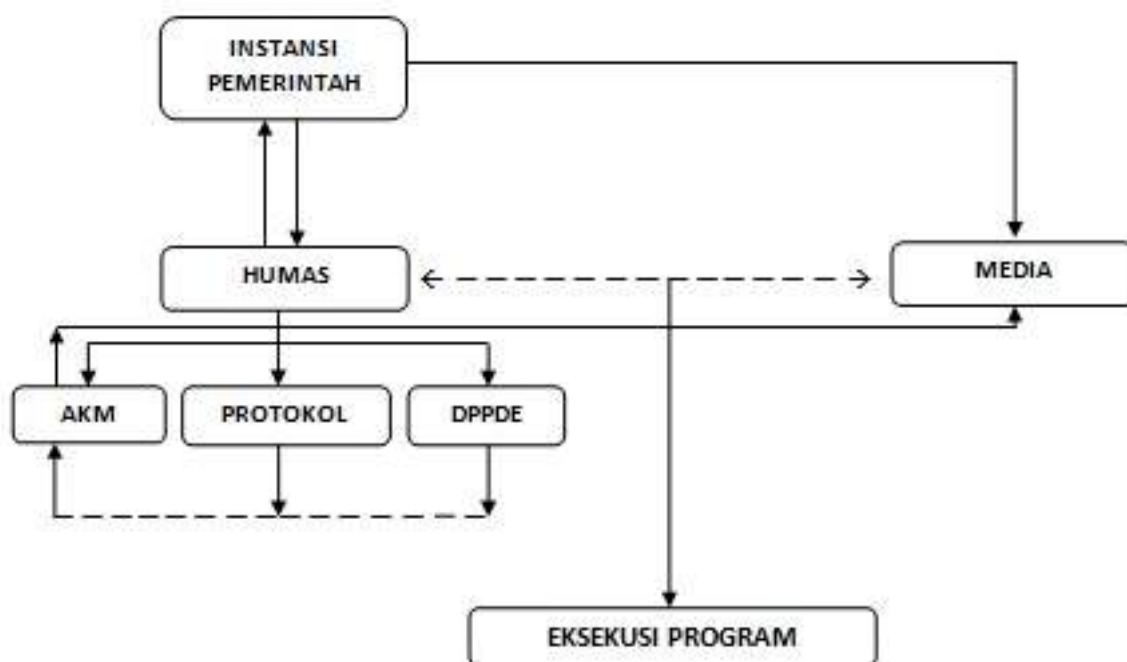 INSTANSI
PEMERINTAH
HUMAS
MEDIA
AKM
PROTOKOL
DPPDE
EKSEKUSI PROGRAM